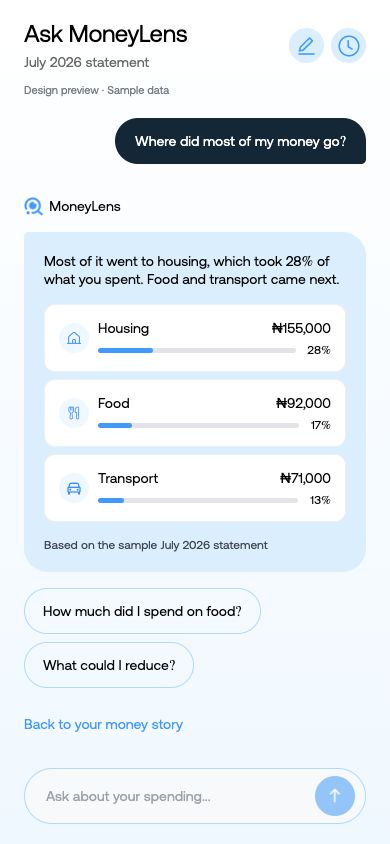 Ask MoneyLens
July 2026 statement
Design preview · Sample data
Where did most of my money go?
MoneyLens
Most of it went to housing, which took 28% of
what you spent. Food and transport came next.
Housing ₦155,000
28%
Food ₦92,000
17%
Transport ₦71,000
13%
Based on the sample July 2026 statement
How much did I spend on food?
What could I reduce?
Back to your money story
Ask about your spending...